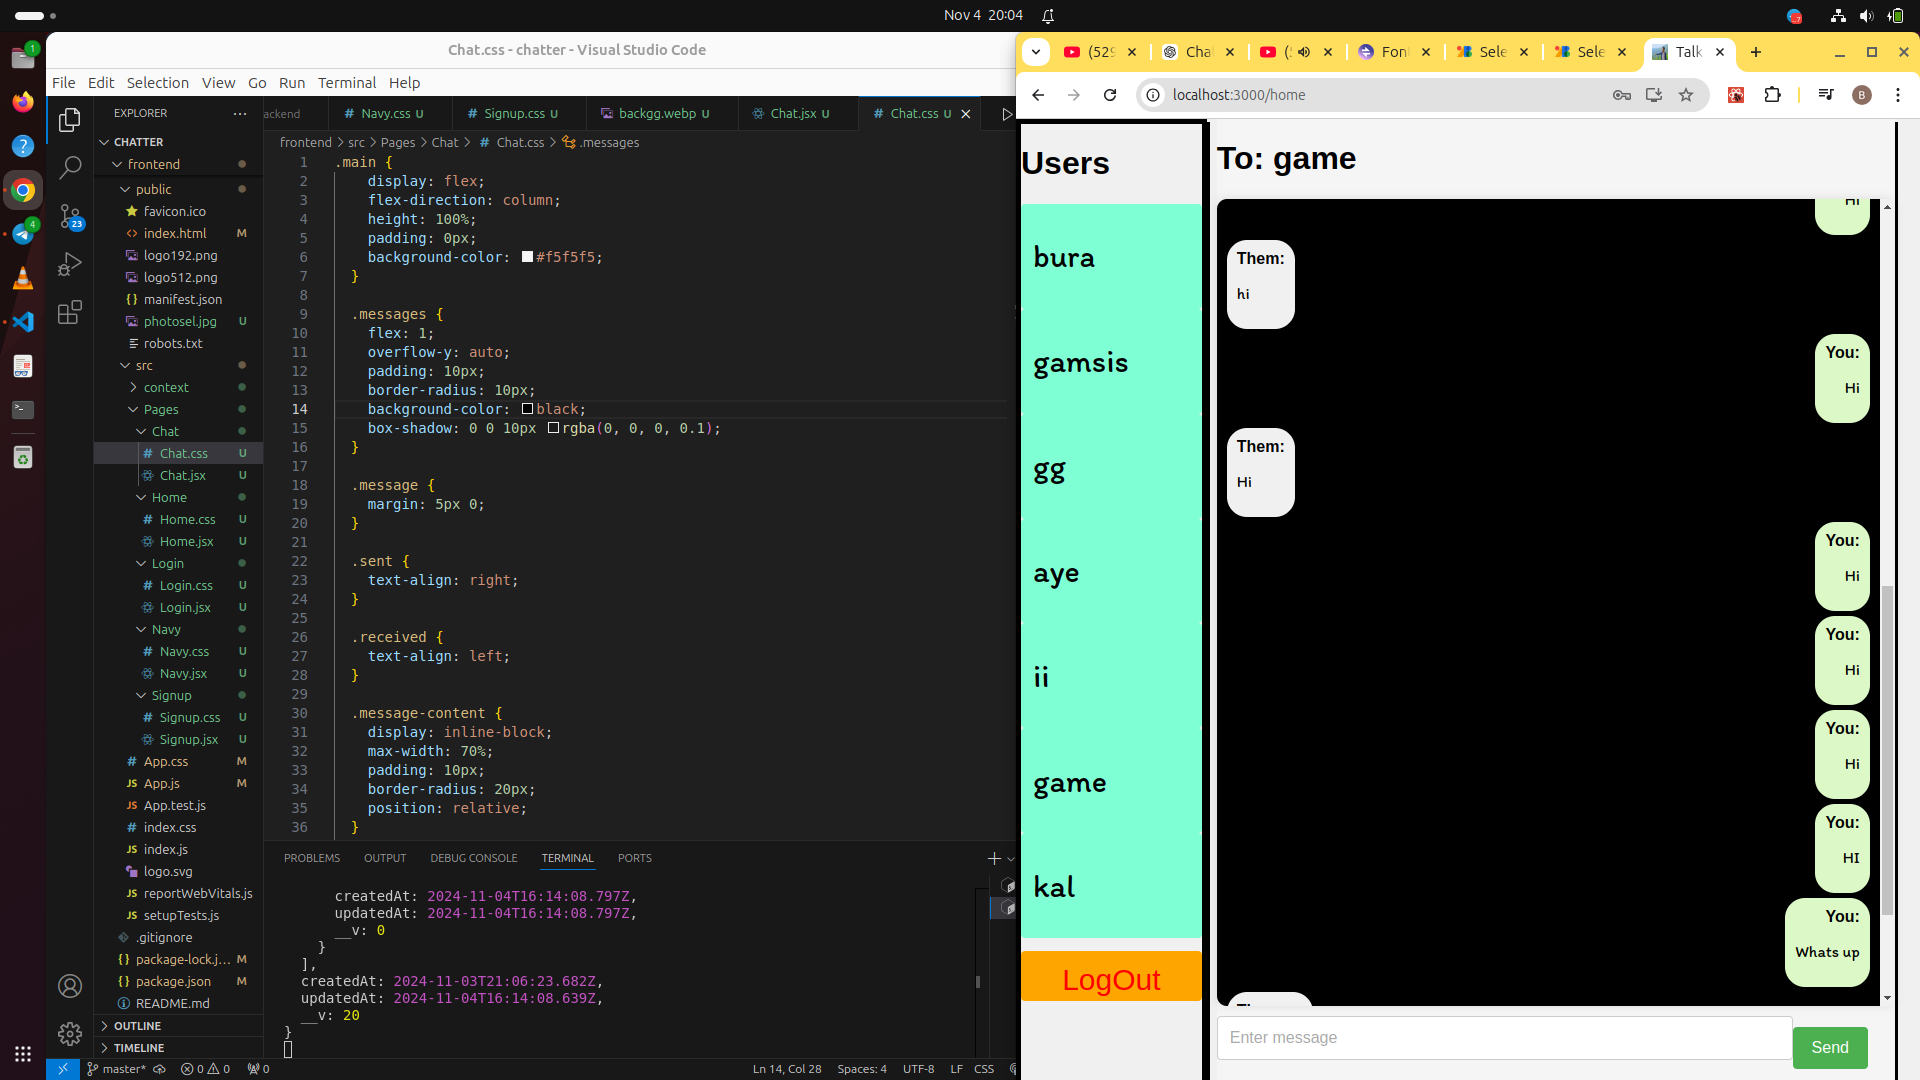 Nov 4 20:04
Chat.css - chatter - Visual Studio Code
File Edit Selection View Go Run Terminal Help
EXPLORER
CHATTER
frontend
public
favicon.ico
index.html M
logo192.png
logo512.png
manifest.json
photosel.jpg U
robots.txt
src
context
Pages
Chat
Chat.css U
Chat.jsx U
Home
Home.css U
Home.jsx U
Login
Login.css U
Login.jsx U
Navy
Navy.css U
Navy.jsx U
Signup
Signup.css U
Signup.jsx U
App.css M
App.js M
App.test.js
index.css
index.js
logo.svg
reportWebVitals.js
setupTests.js
.gitignore
package-lock.j... M
package.json M
README.md
OUTLINE
TIMELINE
ackend Navy.css U Signup.css U backgg.webp U Chat.jsx U Chat.css U
frontend > src > Pages > Chat > # Chat.css > .messages
1 .main {
2 display: flex;
3 flex-direction: column;
4 height: 100%;
5 padding: 0px;
6 background-color: #f5f5f5;
7 }
8
9 .messages {
10 flex: 1;
11 overflow-y: auto;
12 padding: 10px;
13 border-radius: 10px;
14 background-color: black;
15 box-shadow: 0 0 10px rgba(0, 0, 0, 0.1);
16 }
17
18 .message {
19 margin: 5px 0;
20 }
21
22 .sent {
23 text-align: right;
24 }
25
26 .received {
27 text-align: left;
28 }
29
30 .message-content {
31 display: inline-block;
32 max-width: 70%;
33 padding: 10px;
34 border-radius: 20px;
35 position: relative;
36 }
PROBLEMS OUTPUT DEBUG CONSOLE TERMINAL PORTS
createdAt: 2024-11-04T16:14:08.797Z,
updatedAt: 2024-11-04T16:14:08.797Z,
__v: 0
}
],
createdAt: 2024-11-03T21:06:23.682Z,
updatedAt: 2024-11-04T16:14:08.639Z,
__v: 20
}
master* 0 0 0 Ln 14, Col 28 Spaces: 4 UTF-8 LF CSS
1
4
23
(529 Cha Fon Sele Sele Talk
localhost:3000/home
B
Users
bura
gamsis
gg
aye
ii
game
kal
LogOut
To: game
Hi
Them:
hi
You:
Hi
Them:
Hi
You:
Hi
You:
Hi
You:
Hi
You:
HI
You:
Whats up
Enter message
Send